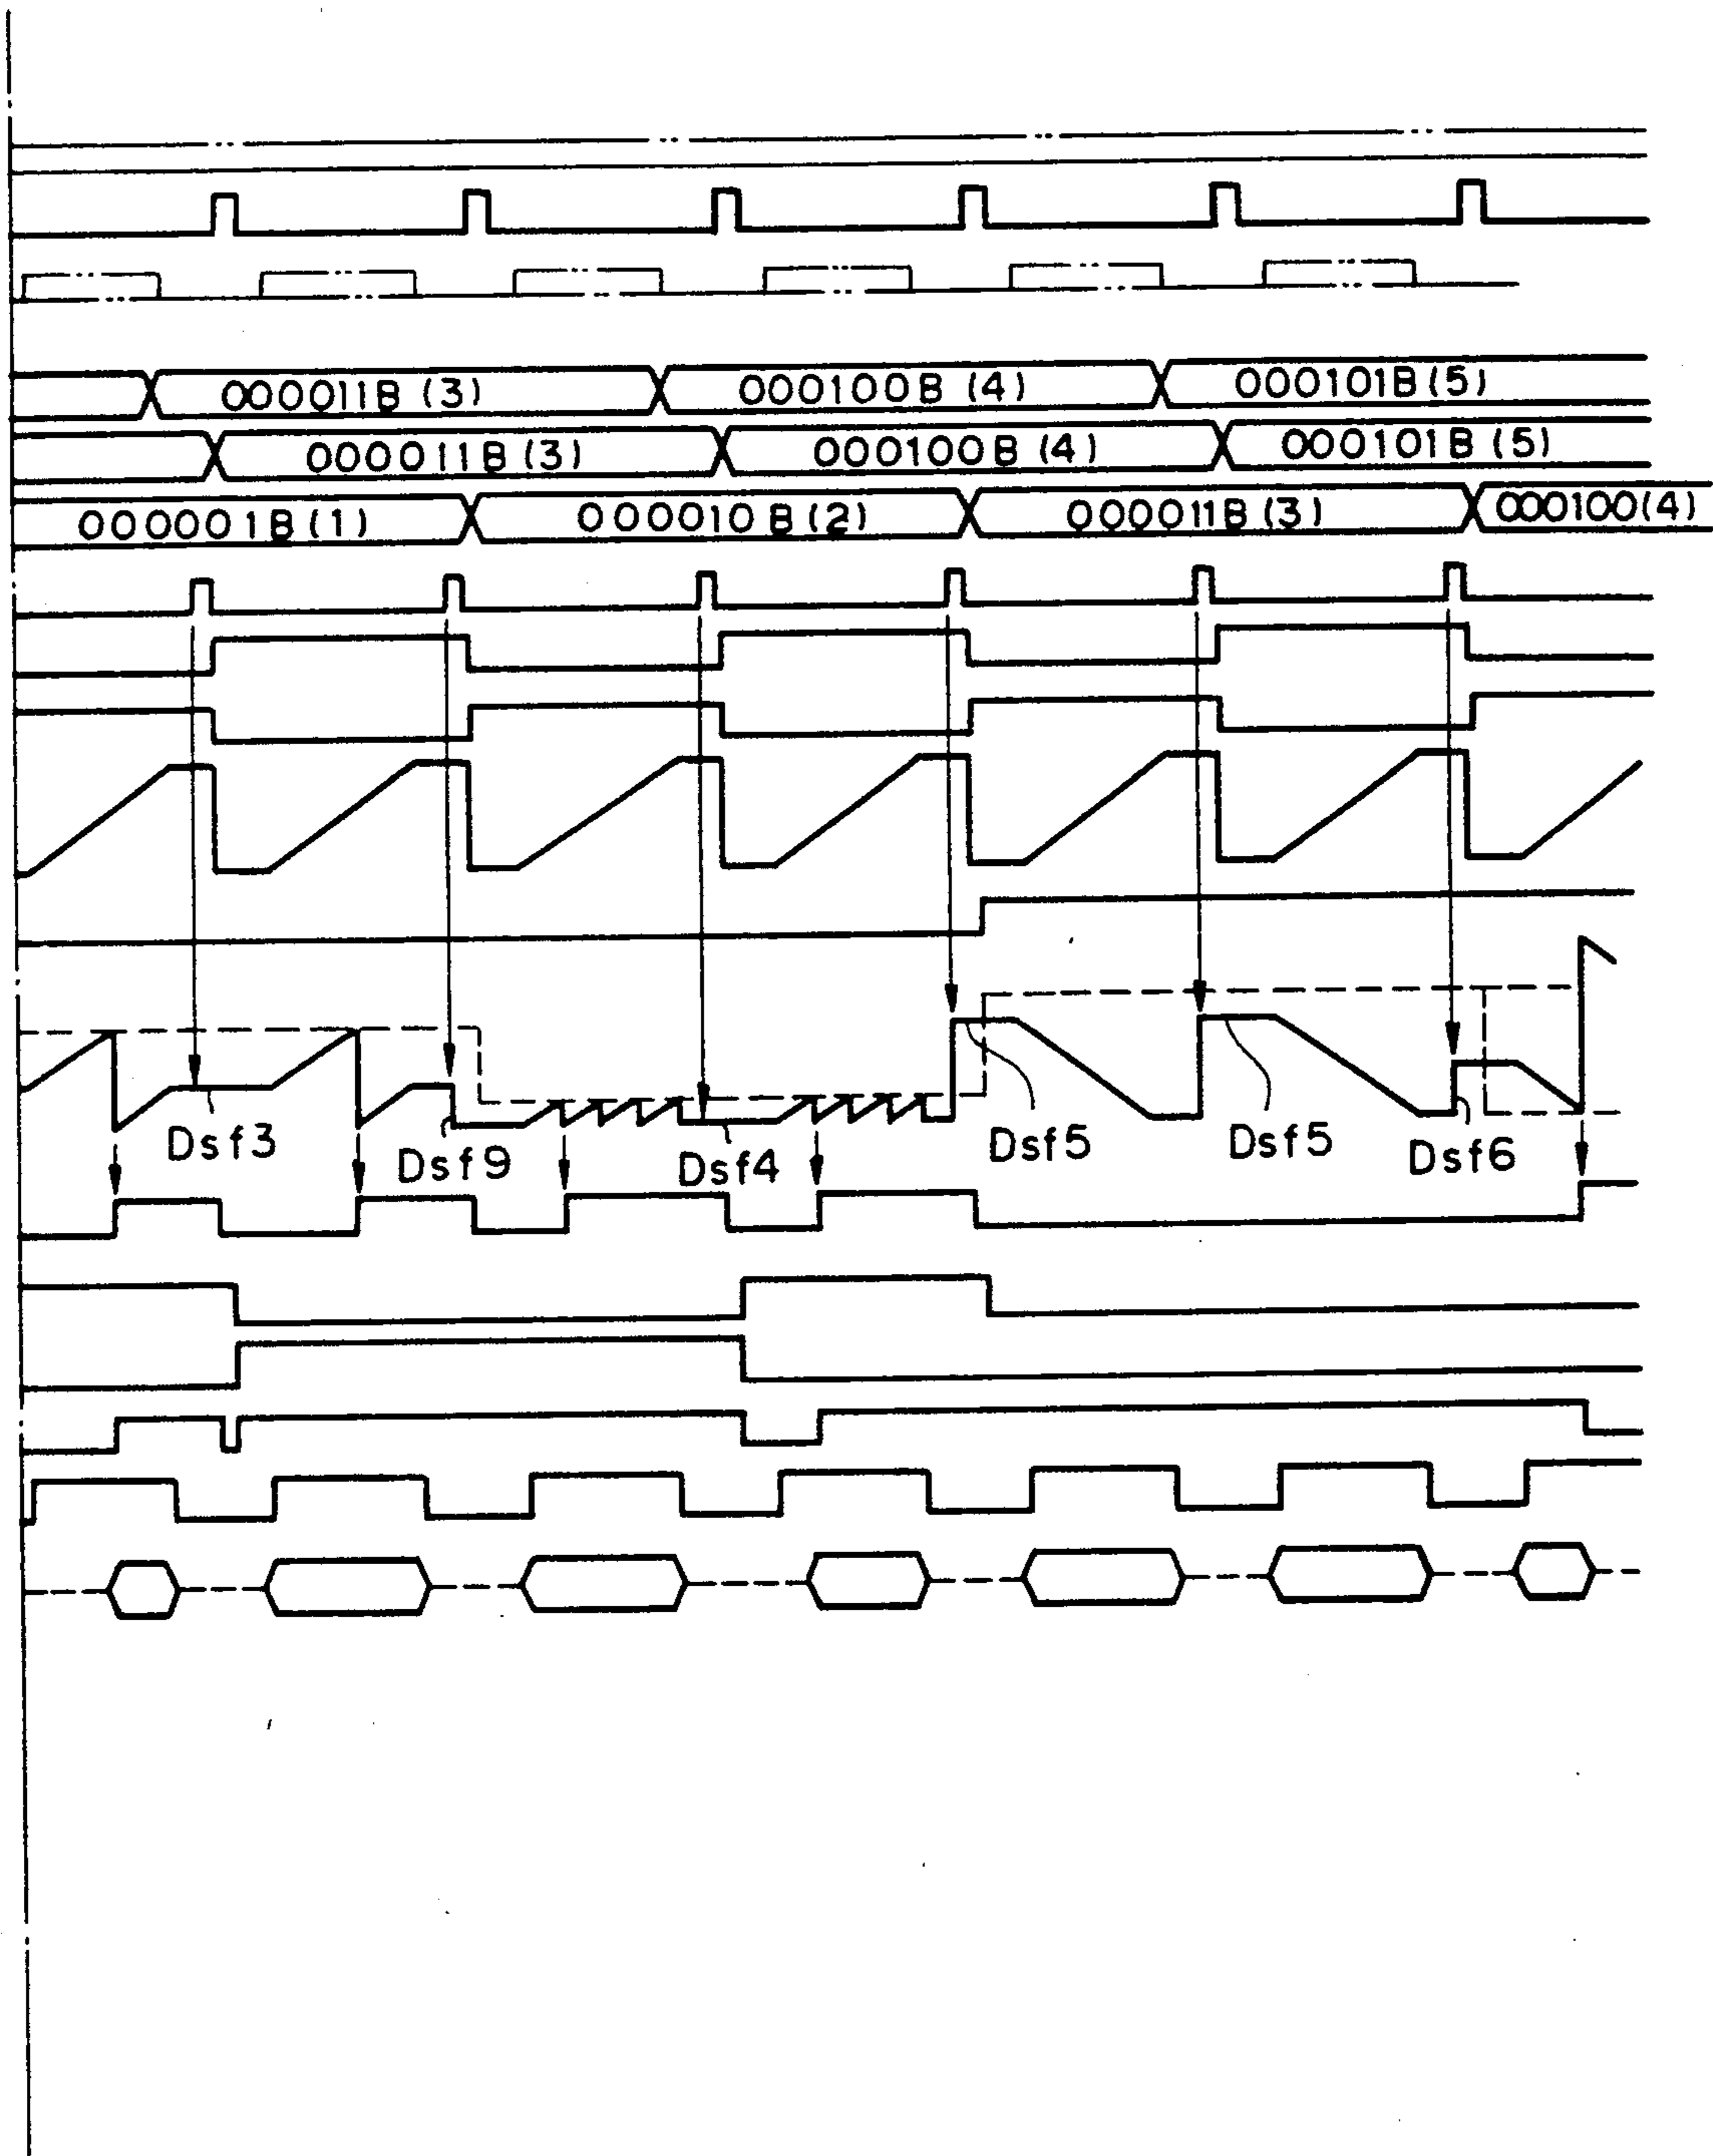 000011B (3) 000100B (4) 000101B (5)
000011B (3) 000100B (4) 000101B (5)
000001B (1) 000010B (2) 000011B (3) 000100(4)
Dsf3 Dsf9 Dsf4 Dsf5 Dsf5 Dsf6